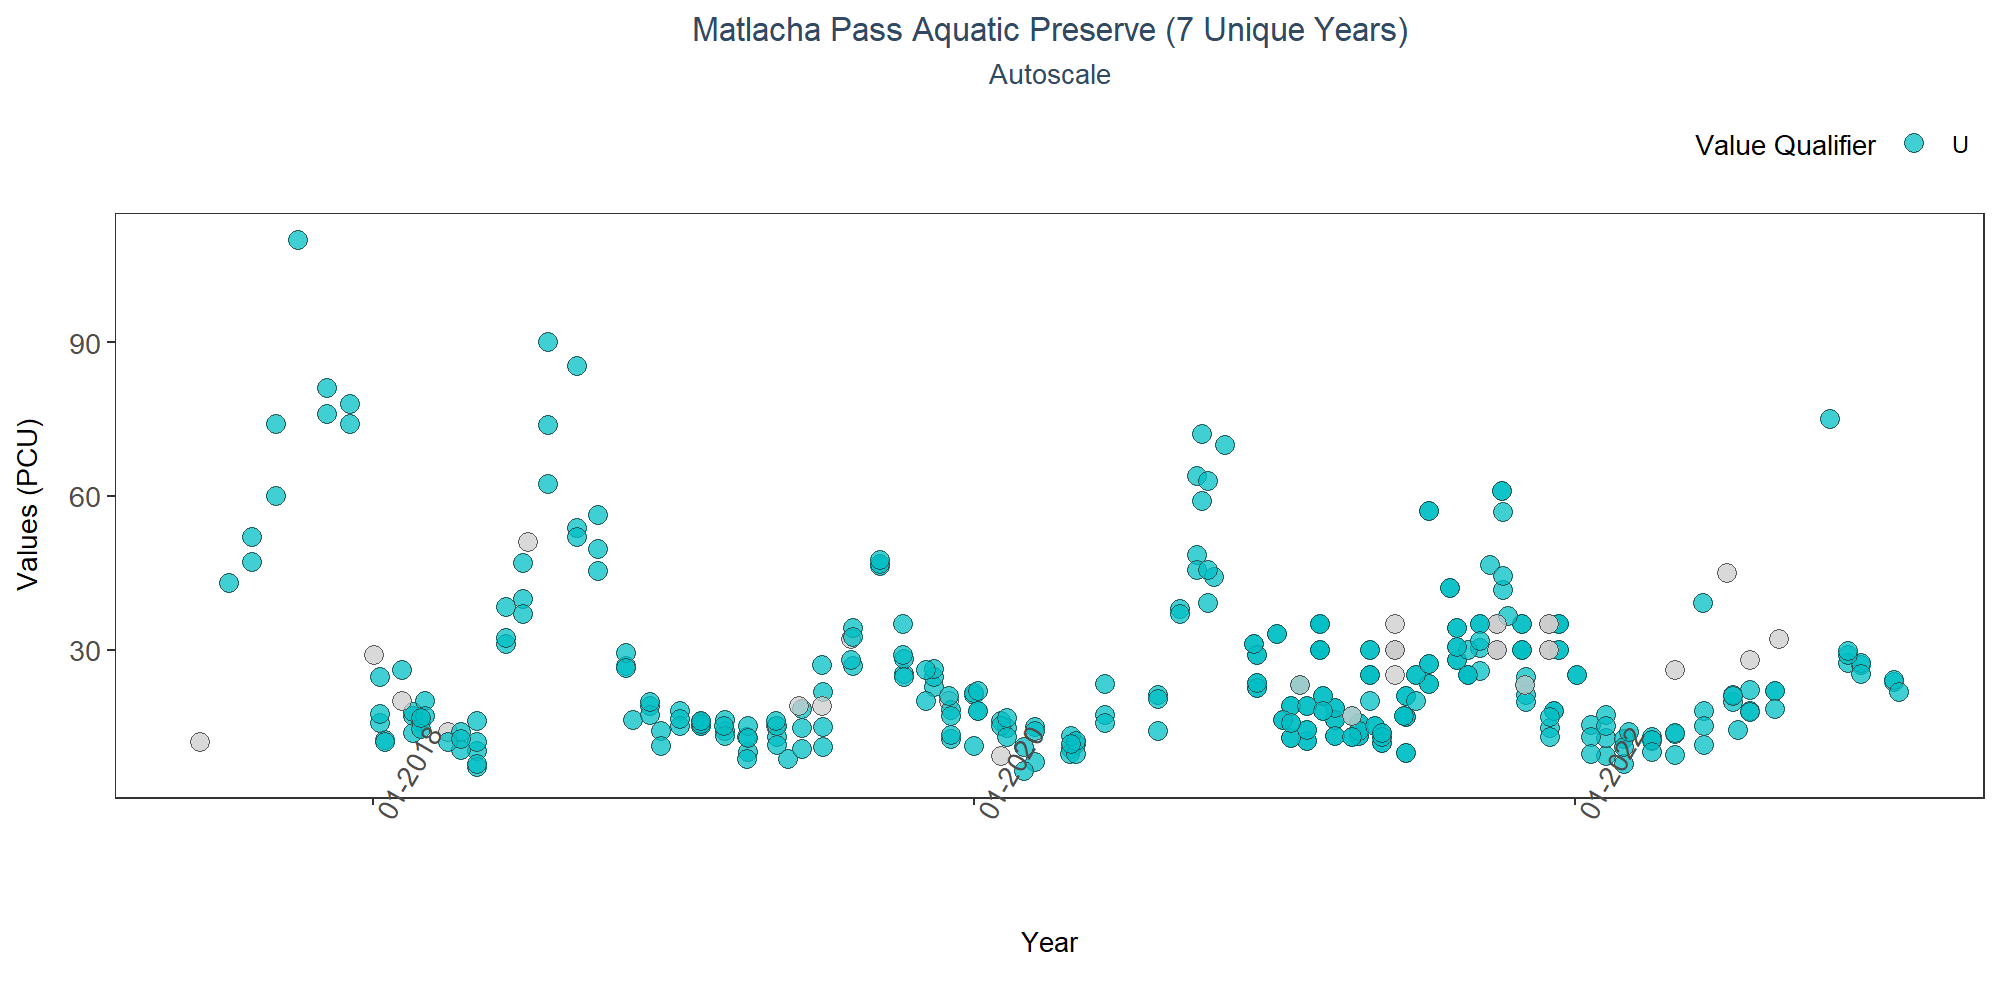 Matlacha Pass Aquatic Preserve (7 Unique Years)
Autoscale
Value Qualifier
U
Values (PCU)
90
60
30
01-2018
01-2020
01-2022
Year